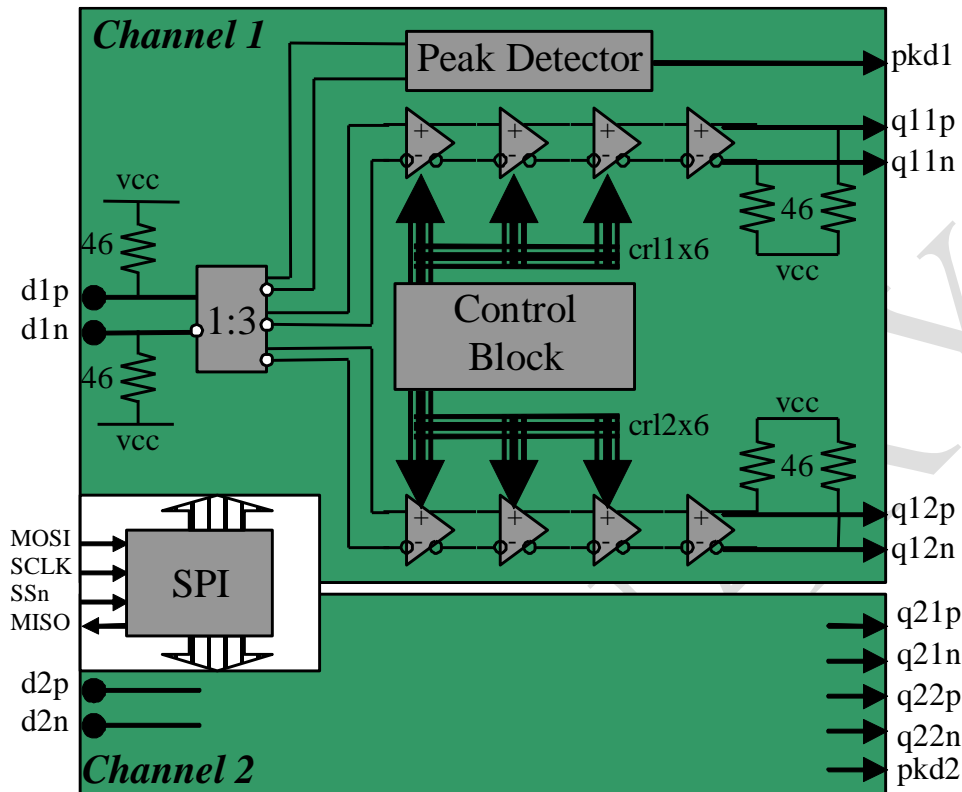 Channel 1
Peak Detector
pkd1
q11p
q11n
vcc
46
46
vcc
crl1x6
d1p
d1n
1:3
Control
Block
46
vcc
crl2x6
vcc
46
q12p
q12n
MOSI
SCLK
SSn
MISO
SPI
q21p
q21n
q22p
q22n
pkd2
d2p
d2n
Channel 2
+
-
+
-
+
-
+
-
+
-
+
-
+
-
+
-